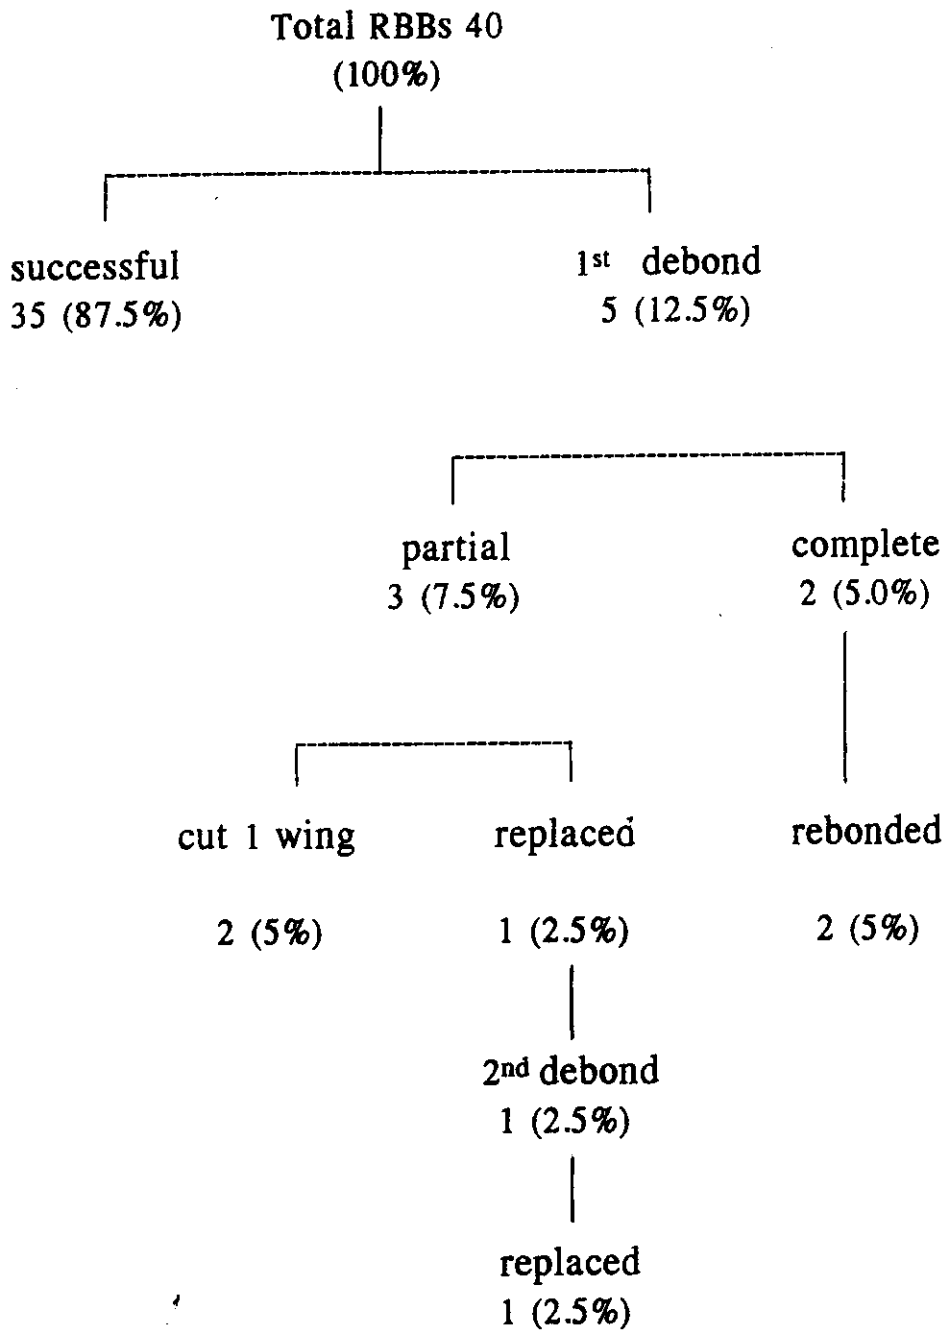 Total RBBs 40
(100%)
successful
35 (87.5%)
1st debond
5 (12.5%)
partial
3 (7.5%)
complete
2 (5.0%)
cut 1 wing
2 (5%)
replaced
1 (2.5%)
rebonded
2 (5%)
2nd debond
1 (2.5%)
replaced
1 (2.5%)